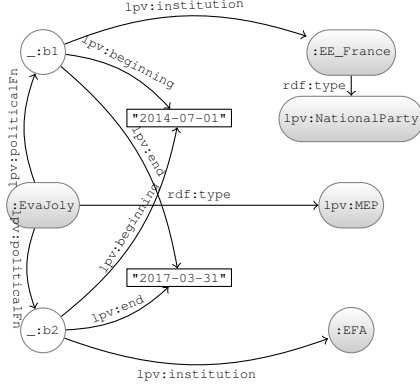 lpv:institution
_:b1
:EE_France
lpv:beginning
rdf:type
lpv:politicalFn
"2014-07-01"
lpv:NationalParty
lpv:end
rdf:type
:EvaJoly
lpv:MEP
lpv:politicalFn
lpv:beginning
"2017-03-31"
lpv:end
_:b2
:EFA
lpv:institution